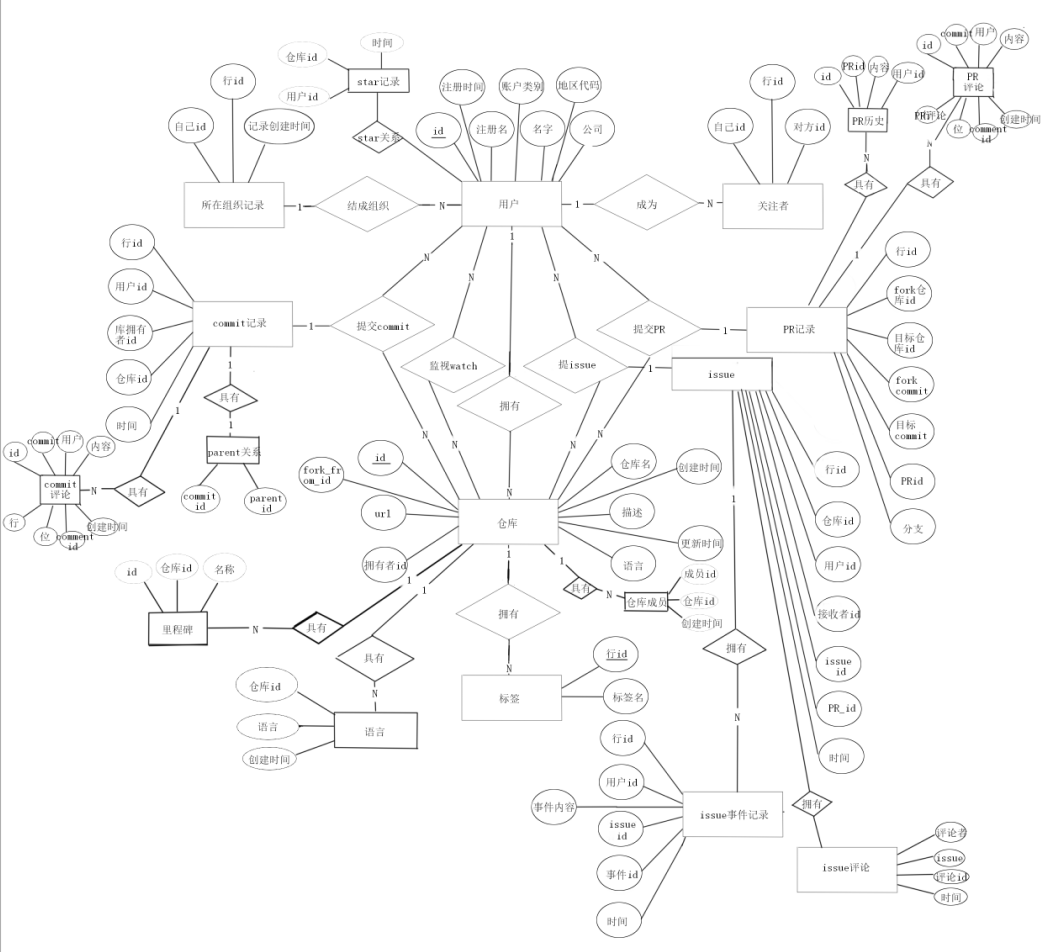 时间
仓库id
star记录
用户id
star关系
行id
自己id
记录创建时间
所在组织记录
1
结成组织
N
注册时间
账户类别
地区代码
id
注册名
名字
公司
用户
1
成为
N
行id
自己id
对方id
关注者
id
PRid
内容
用户id
PR历史
N
具有
id
commit
用户
内容
PR
评论
位
comment
id
创建时间
N
具有
1
行id
用户id
库拥有
者id
仓库id
时间
commit记录
1
提交commit
N
N
1
具有
1
parent关系
commit
id
parent
id
1
id
commit
用户
内容
commit
评论
行
位
comment
id
创建时间
N
具有
N
监视watch
N
1
拥有
N
N
提issue
N
1
issue
N
提交PR
N
1
PR记录
行id
fork仓
库id
目标仓
库id
fork
commit
目标
commit
PRid
分支
id
fork_fr
om_id
url
拥有者id
仓库
仓库名
创建时间
描述
更新时间
语言
1
具有
N
仓库成员
成员id
仓库id
创建时间
id
仓库id
名称
里程碑
N
具有
1
1
具有
N
仓库id
语言
创建时间
语言
1
拥有
N
标签
行id
标签名
1
拥有
N
行id
仓库id
用户id
接收者id
issue
id
PR_id
时间
行id
用户id
事件内容
issue
id
事件id
时间
issue事件记录
拥有
issue评论
评论者
issue
评论id
时间